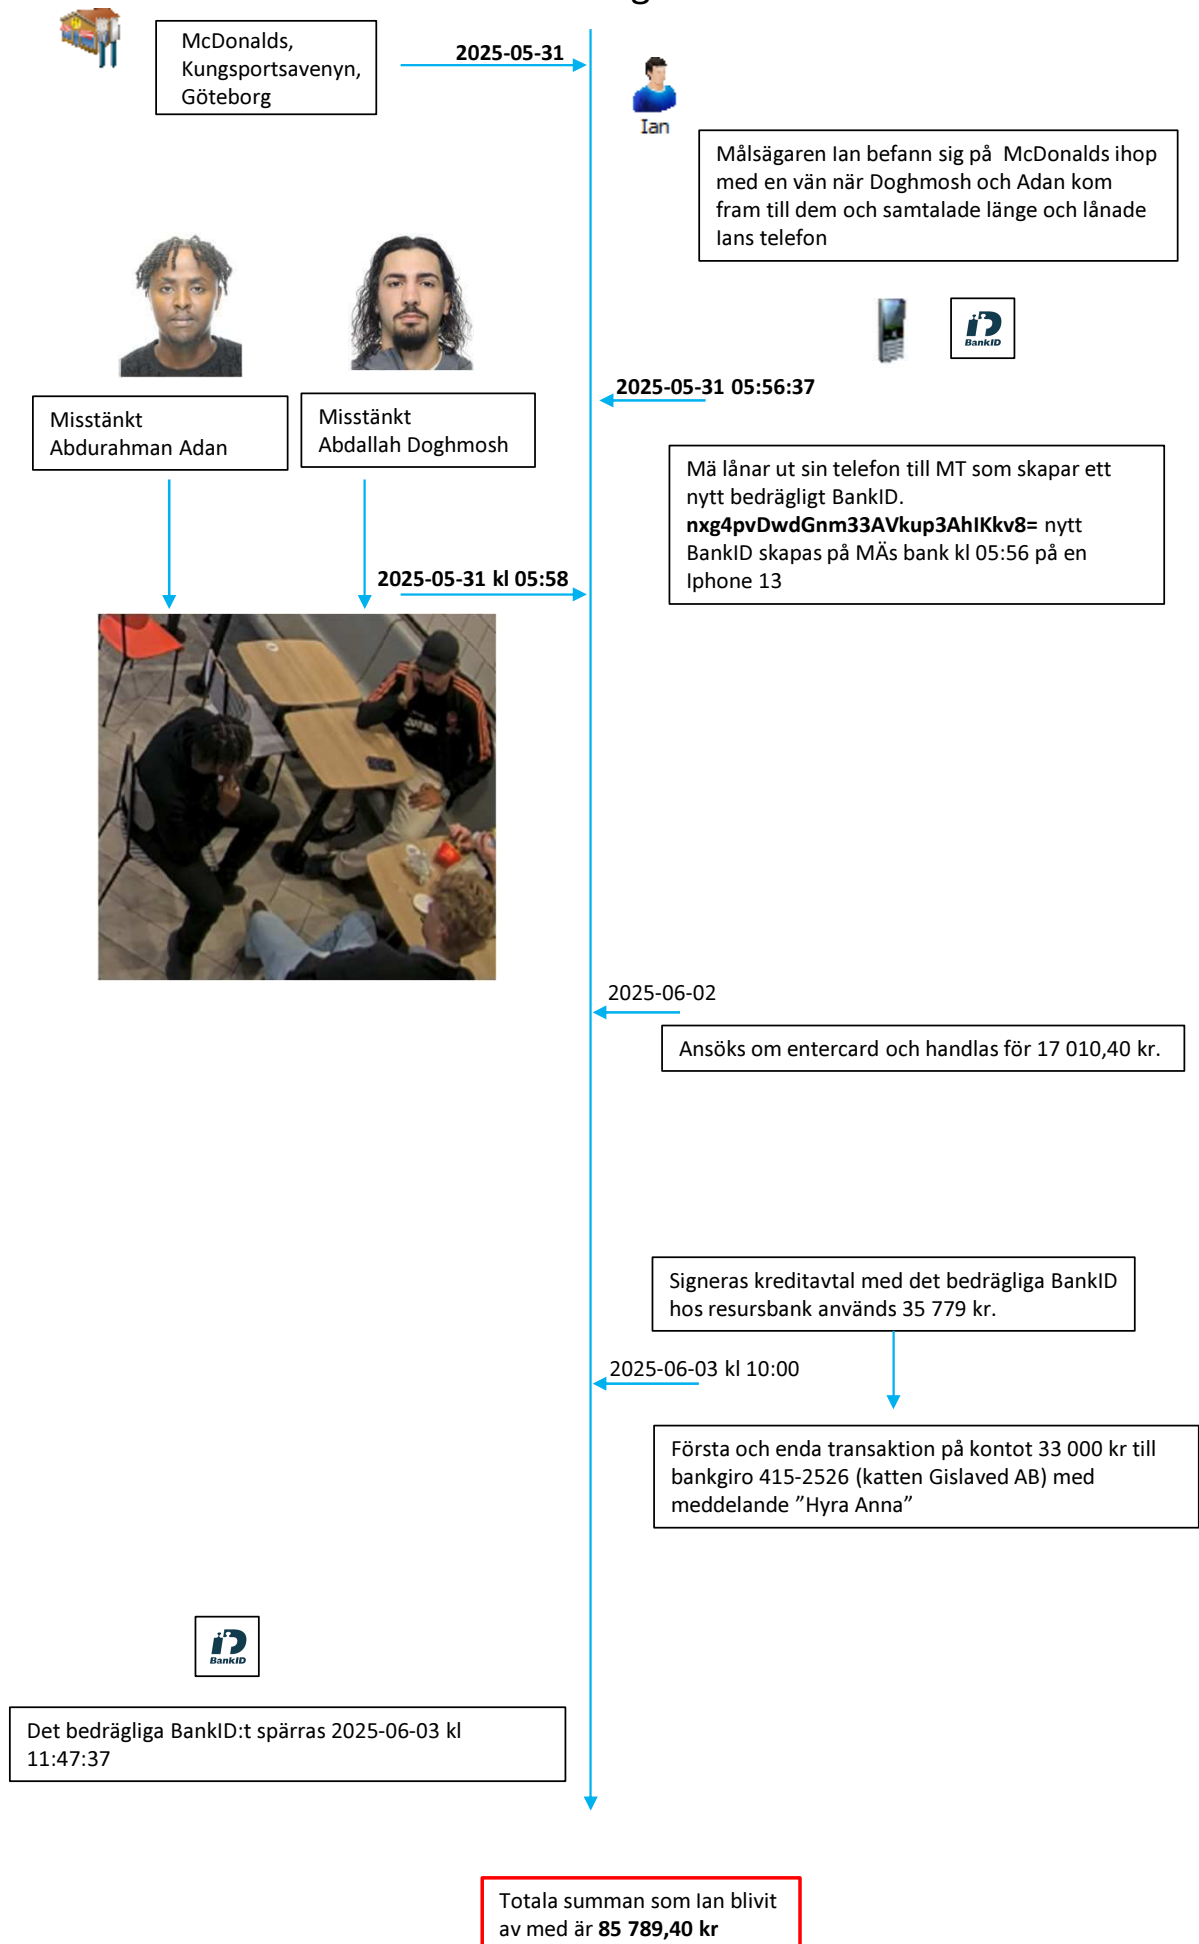 McDonalds,
Kungsportsavenyn,
Göteborg
2025-05-31
Ian
Målsägaren Ian befann sig på  McDonalds ihop
med en vän när Doghmosh och Adan kom
fram till dem och samtalade länge och lånade
Ians telefon
BankID
2025-05-31 05:56:37
Misstänkt
Abdurahman Adan
Misstänkt
Abdallah Doghmosh
Mä lånar ut sin telefon till MT som skapar ett
nytt bedrägligt BankID.
nxg4pvDwdGnm33AVkup3AhIKkv8= nytt
BankID skapas på MÄs bank kl 05:56 på en
Iphone 13
2025-05-31 kl 05:58
2025-06-02
Ansöks om entercard och handlas för 17 010,40 kr.
Signeras kreditavtal med det bedrägliga BankID
hos resursbank används 35 779 kr.
2025-06-03 kl 10:00
Första och enda transaktion på kontot 33 000 kr till
bankgiro 415-2526 (katten Gislaved AB) med
meddelande ”Hyra Anna”
BankID
Det bedrägliga BankID:t spärras 2025-06-03 kl
11:47:37
Totala summan som Ian blivit
av med är 85 789,40 kr